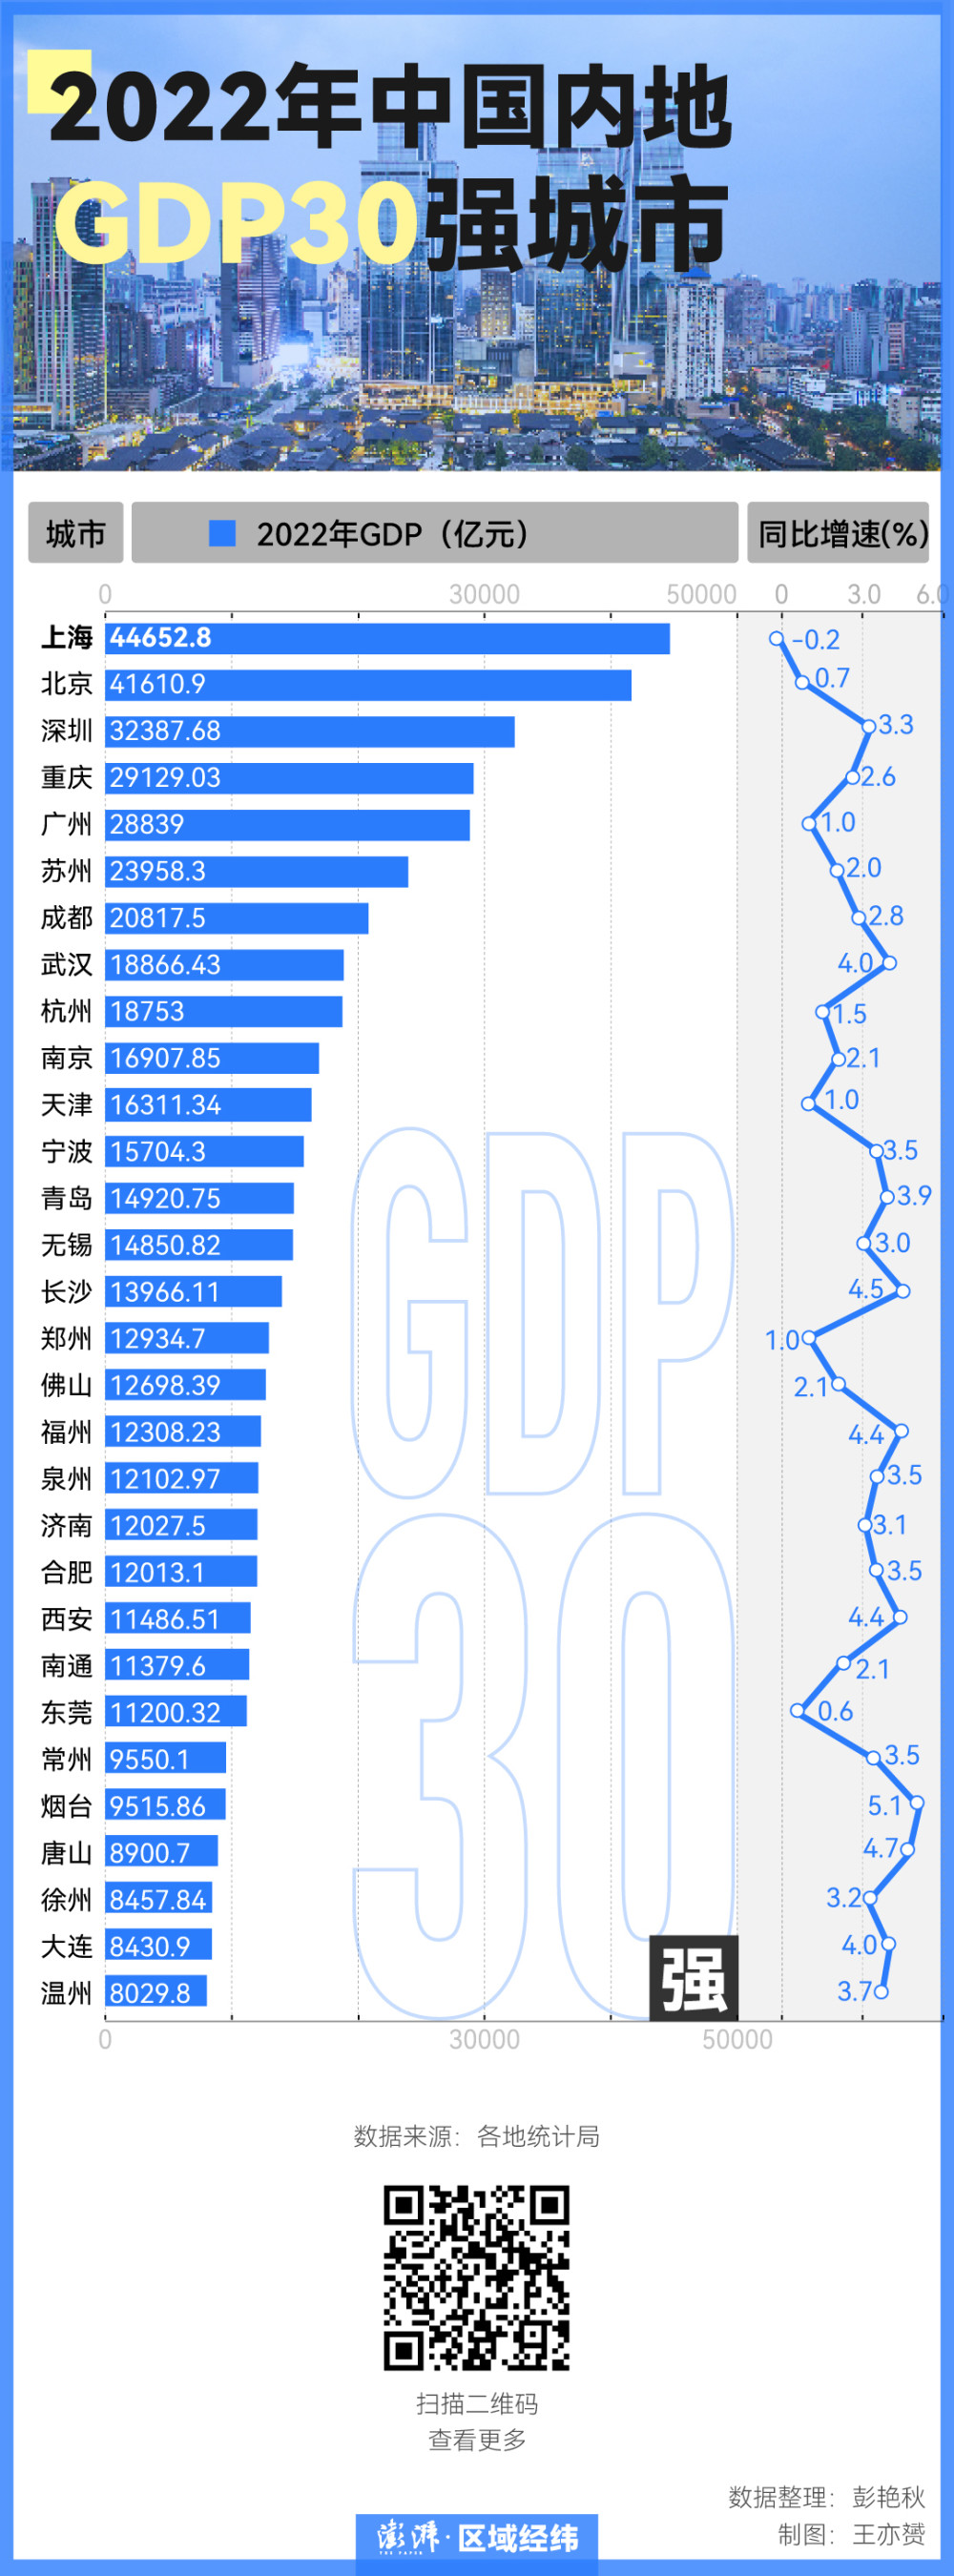 2022年中国内地
GDP30强城市
城市 2022年GDP（亿元） 同比增速(%)
0 30000 50000 0 3.0 6.0
上海 44652.8 -0.2
北京 41610.9 0.7
深圳 32387.68 3.3
重庆 29129.03 2.6
广州 28839 1.0
苏州 23958.3 2.0
成都 20817.5 2.8
武汉 18866.43 4.0
杭州 18753 1.5
南京 16907.85 2.1
天津 16311.34 1.0
宁波 15704.3 3.5
青岛 14920.75 3.9
无锡 14850.82 3.0
长沙 13966.11 4.5
郑州 12934.7 1.0
佛山 12698.39 2.1
福州 12308.23 4.4
泉州 12102.97 3.5
济南 12027.5 3.1
合肥 12013.1 3.5
西安 11486.51 4.4
南通 11379.6 2.1
东莞 11200.32 0.6
常州 9550.1 3.5
烟台 9515.86 5.1
唐山 8900.7 4.7
徐州 8457.84 3.2
大连 8430.9 4.0
温州 8029.8 3.7
GDP
30
强
0 30000 50000
数据来源：各地统计局
扫描二维码
查看更多
数据整理：彭艳秋
制图：王亦赟
澎湃·区域经纬
THE PAPER